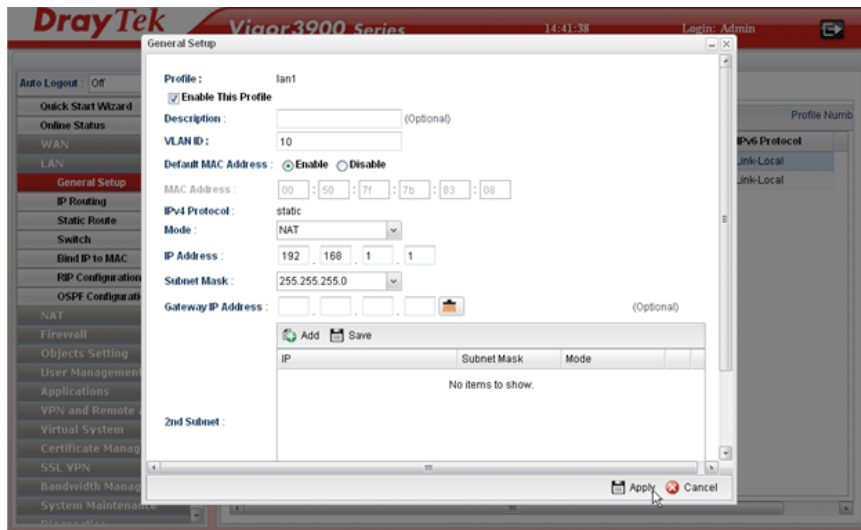 DrayTek
Vigor3900 Series
14:41:38
Login: Admin
General Setup
Auto Logout : Off
Quick Start Wizard
Online Status
WAN
LAN
General Setup
IP Routing
Static Route
Switch
Bind IP to MAC
RIP Configuration
OSPF Configurati
NAT
Firewall
Objects Setting
User Management
Applications
VPN and Remote
Virtual System
Certificate Manag
SSL VPN
Bandwidth Manag
System Maintenance
Profile : lan1
Enable This Profile
Description : (Optional)
VLAN ID : 10
Default MAC Address : Enable Disable
MAC Address : 00 : 50 : 7f : 7b : 83 : 08
IPv4 Protocol : static
Mode : NAT
IP Address : 192 . 168 . 1 . 1
Subnet Mask : 255.255.255.0
Gateway IP Address : . . . (Optional)
Add Save
IP Subnet Mask Mode
No items to show.
2nd Subnet :
Apply Cancel
Profile Numb
IPv6 Protocol
Link-Local
Link-Local